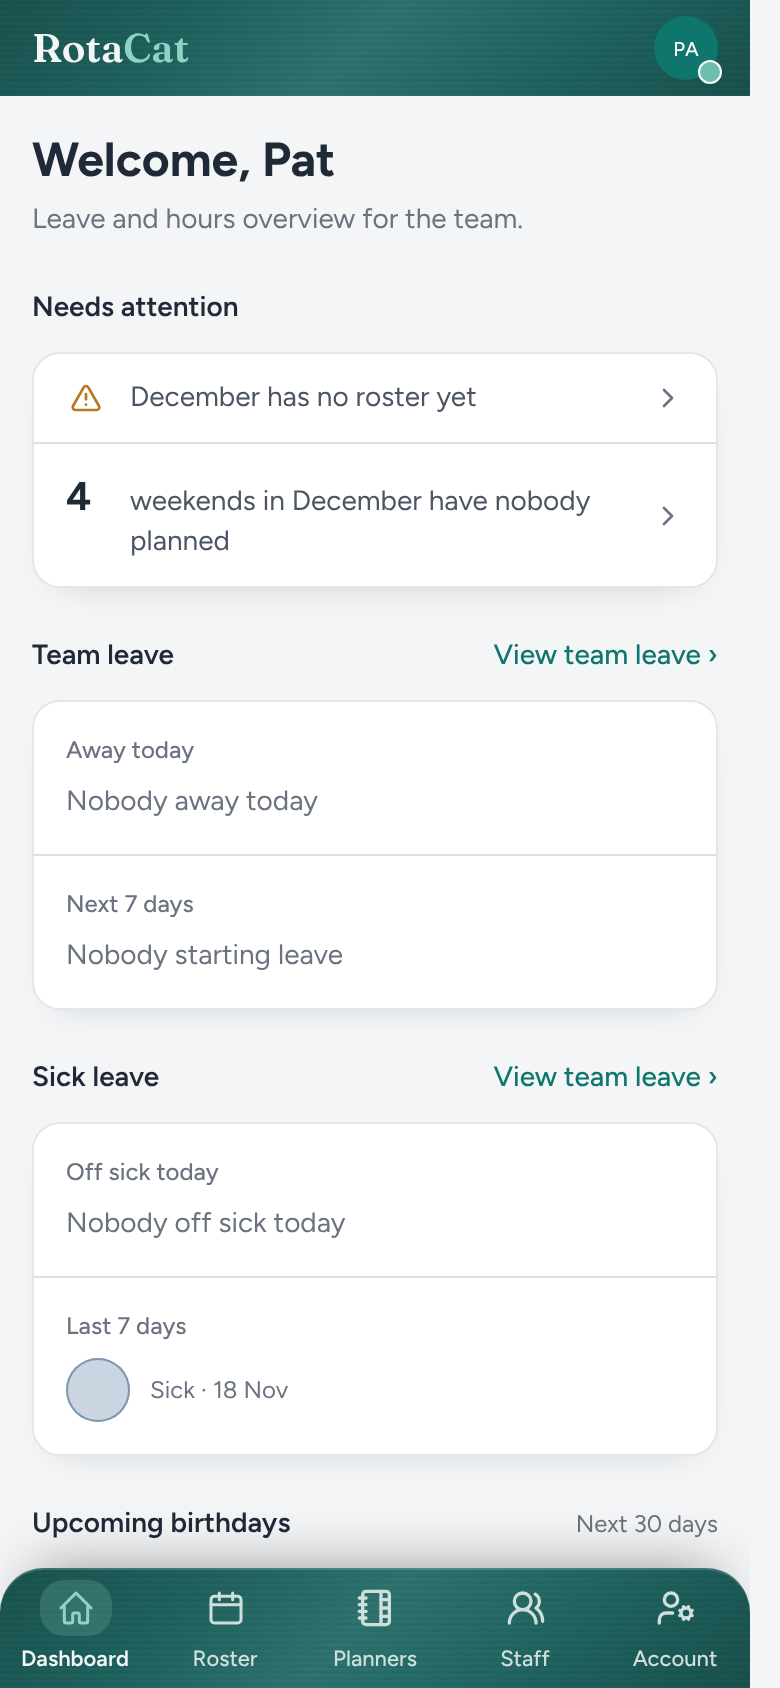 RotaCat
PA
Welcome, Pat
Leave and hours overview for the team.
Needs attention
December has no roster yet
4 weekends in December have nobody
planned
Team leave View team leave ›
Away today
Nobody away today
Next 7 days
Nobody starting leave
Sick leave View team leave ›
Off sick today
Nobody off sick today
Last 7 days
Sick · 18 Nov
Upcoming birthdays Next 30 days
Dashboard Roster Planners Staff Account